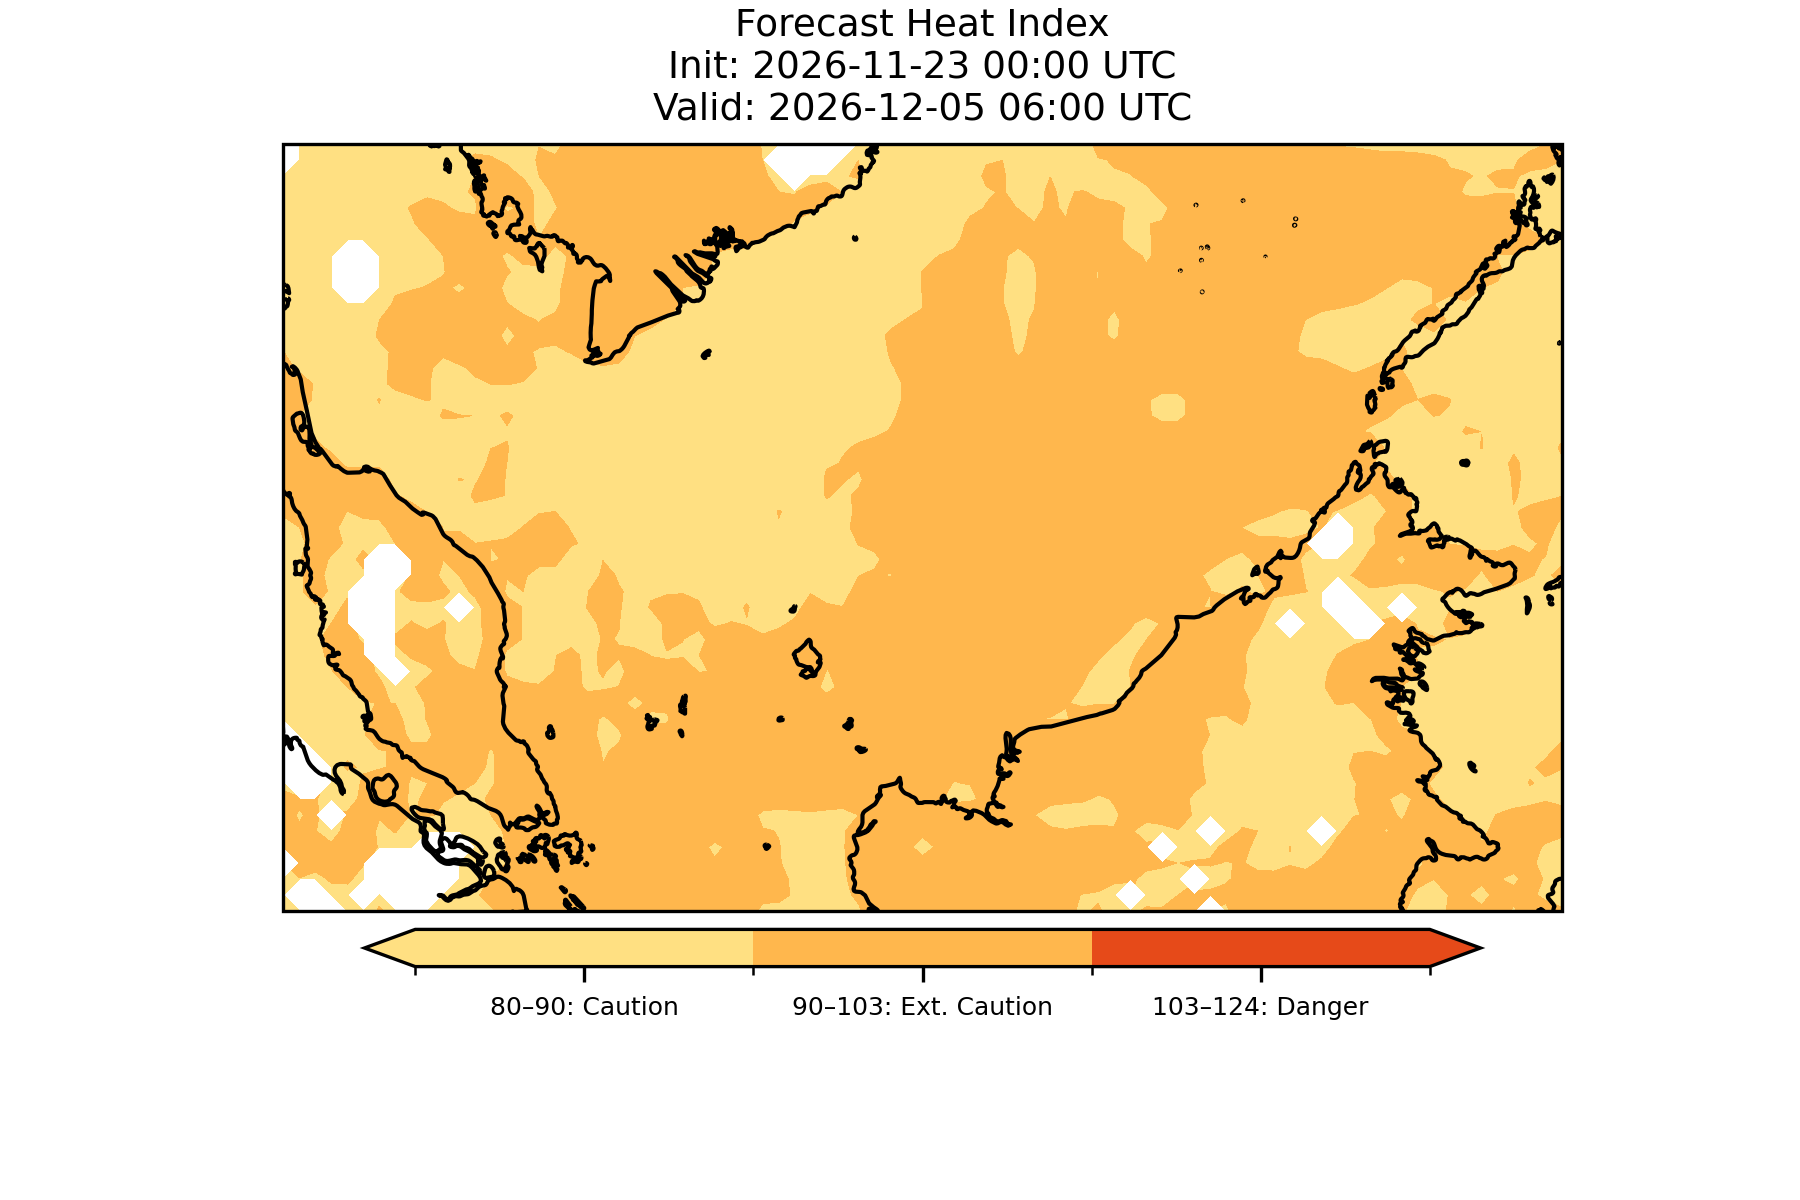 Forecast Heat Index
Init: 2026-11-23 00:00 UTC
Valid: 2026-12-05 06:00 UTC
80–90: Caution
90–103: Ext. Caution
103–124: Danger